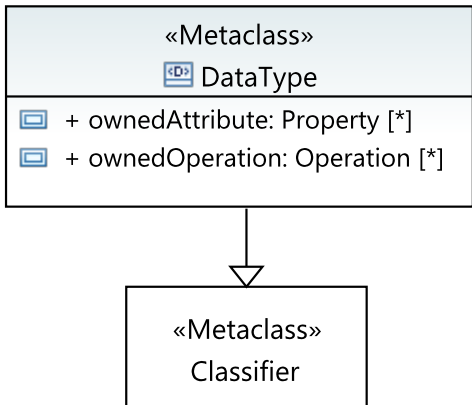 «Metaclass»
<D> DataType
+ ownedAttribute: Property [*]
+ ownedOperation: Operation [*]
«Metaclass»
Classifier